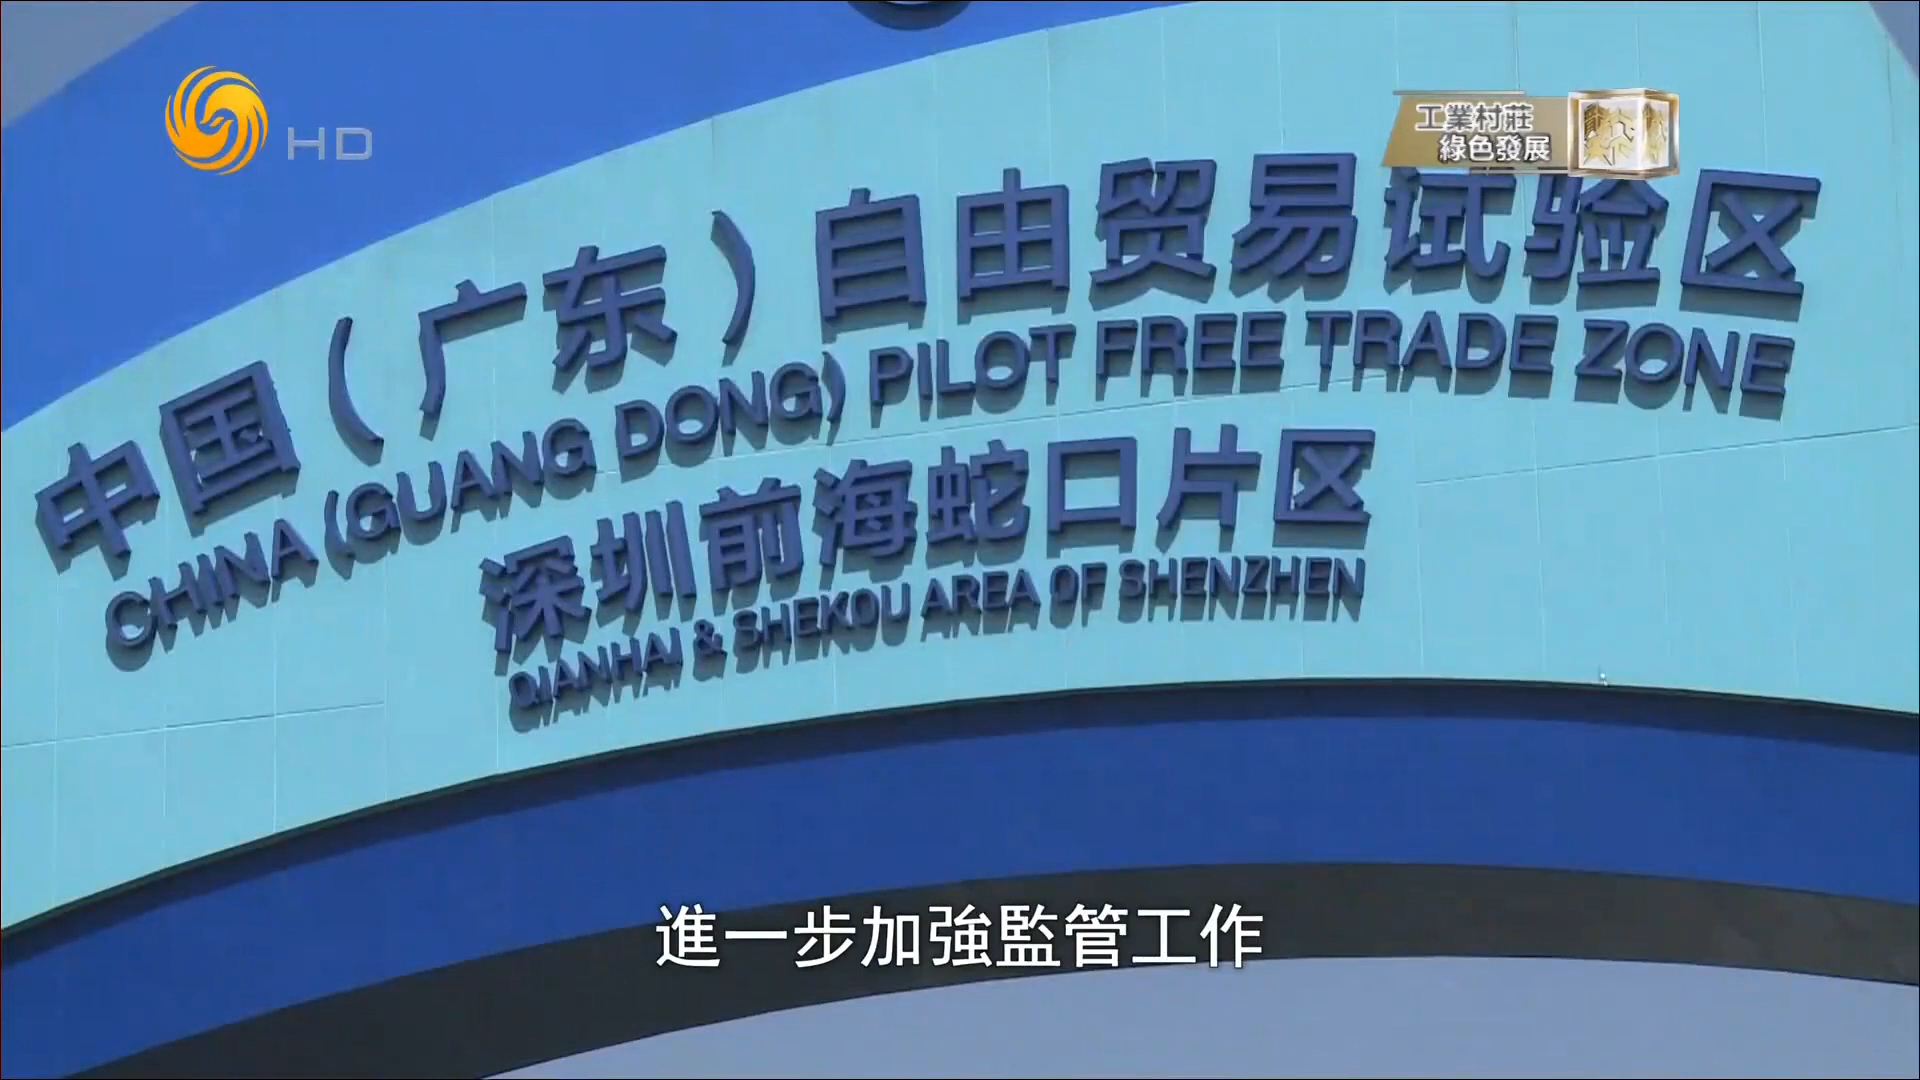 HD
工業村莊
綠色發展
中国（广东）自由贸易试验区
CHINA (GUANG DONG) PILOT FREE TRADE ZONE
深圳前海蛇口片区
QIANHAI & SHEKOU AREA OF SHENZHEN
進一步加強監管工作